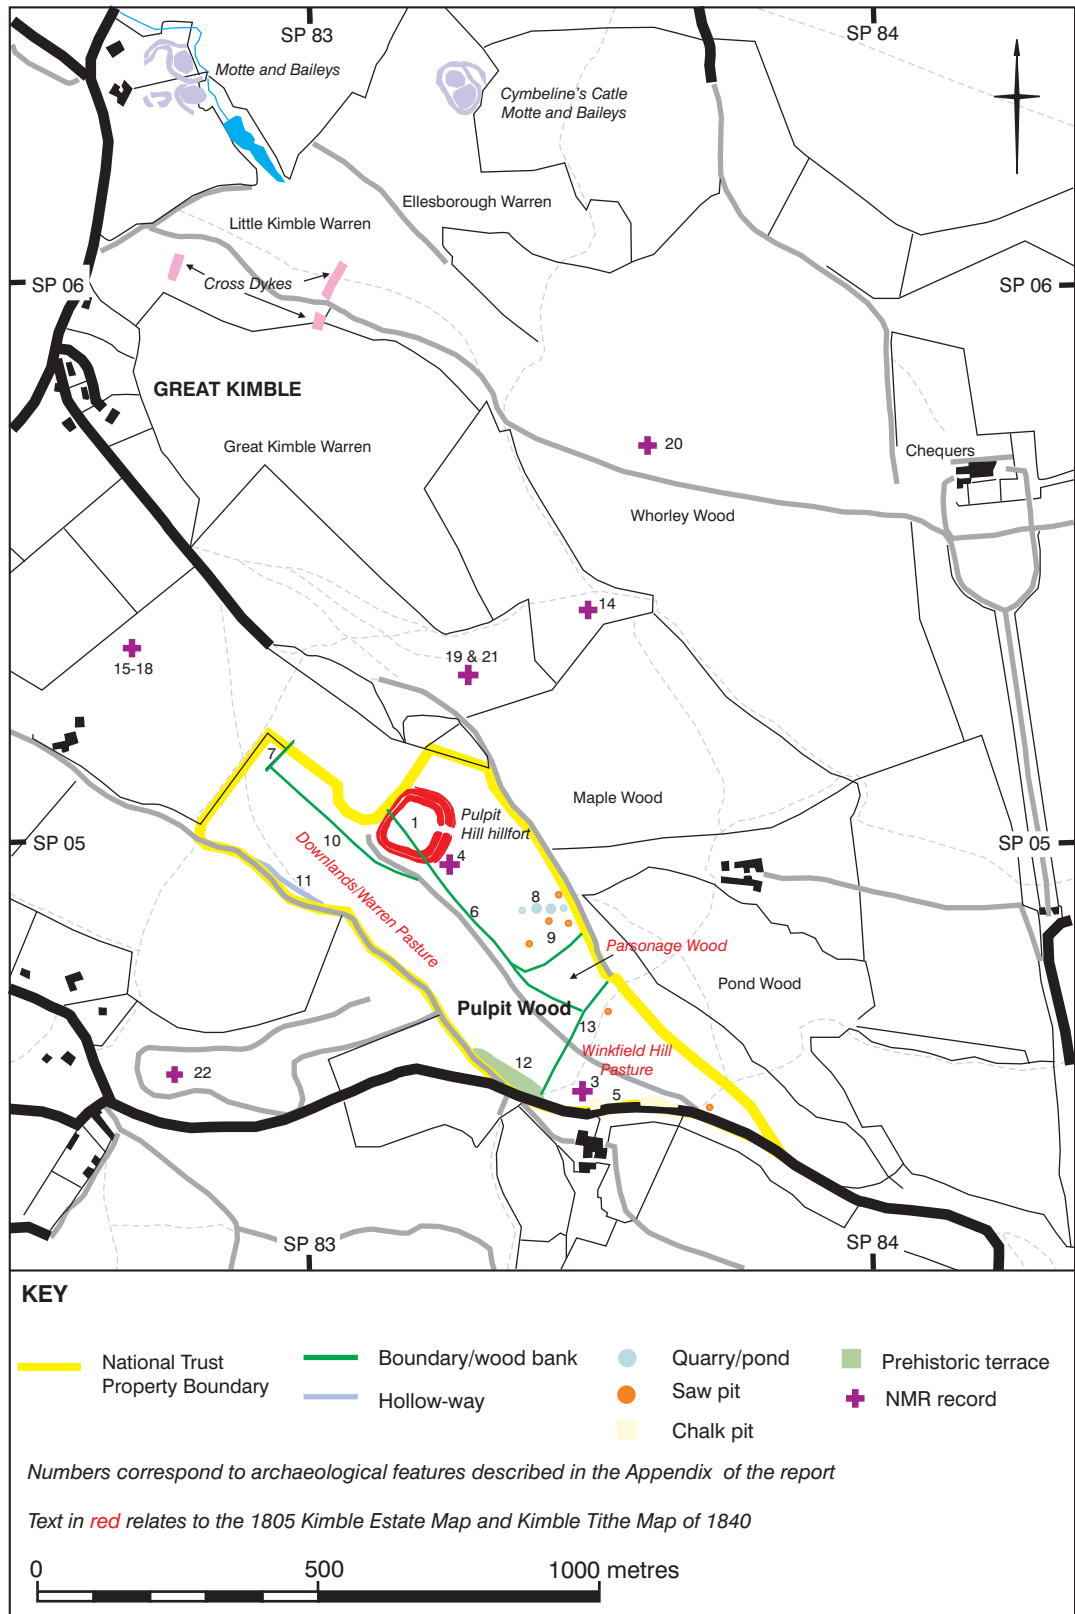 SP 83
SP 84
Motte and Baileys
Cymbeline's Catle
Motte and Baileys
Ellesborough Warren
Little Kimble Warren
Cross Dykes
SP 06
SP 06
GREAT KIMBLE
Great Kimble Warren
20
Chequers
Whorley Wood
14
15-18
19 & 21
7
Maple Wood
1
Pulpit
Hill hillfort
10
SP 05
SP 05
4
11
Downlands/Warren Pasture
6
8
9
Parsonage Wood
Pond Wood
Pulpit Wood
13
Winkfield Hill
Pasture
12
22
3
5
SP 83
SP 84
KEY
National Trust
Property Boundary
Boundary/wood bank
Hollow-way
Quarry/pond
Saw pit
Chalk pit
Prehistoric terrace
NMR record
Numbers correspond to archaeological features described in the Appendix of the report
Text in red relates to the 1805 Kimble Estate Map and Kimble Tithe Map of 1840
0 500 1000 metres